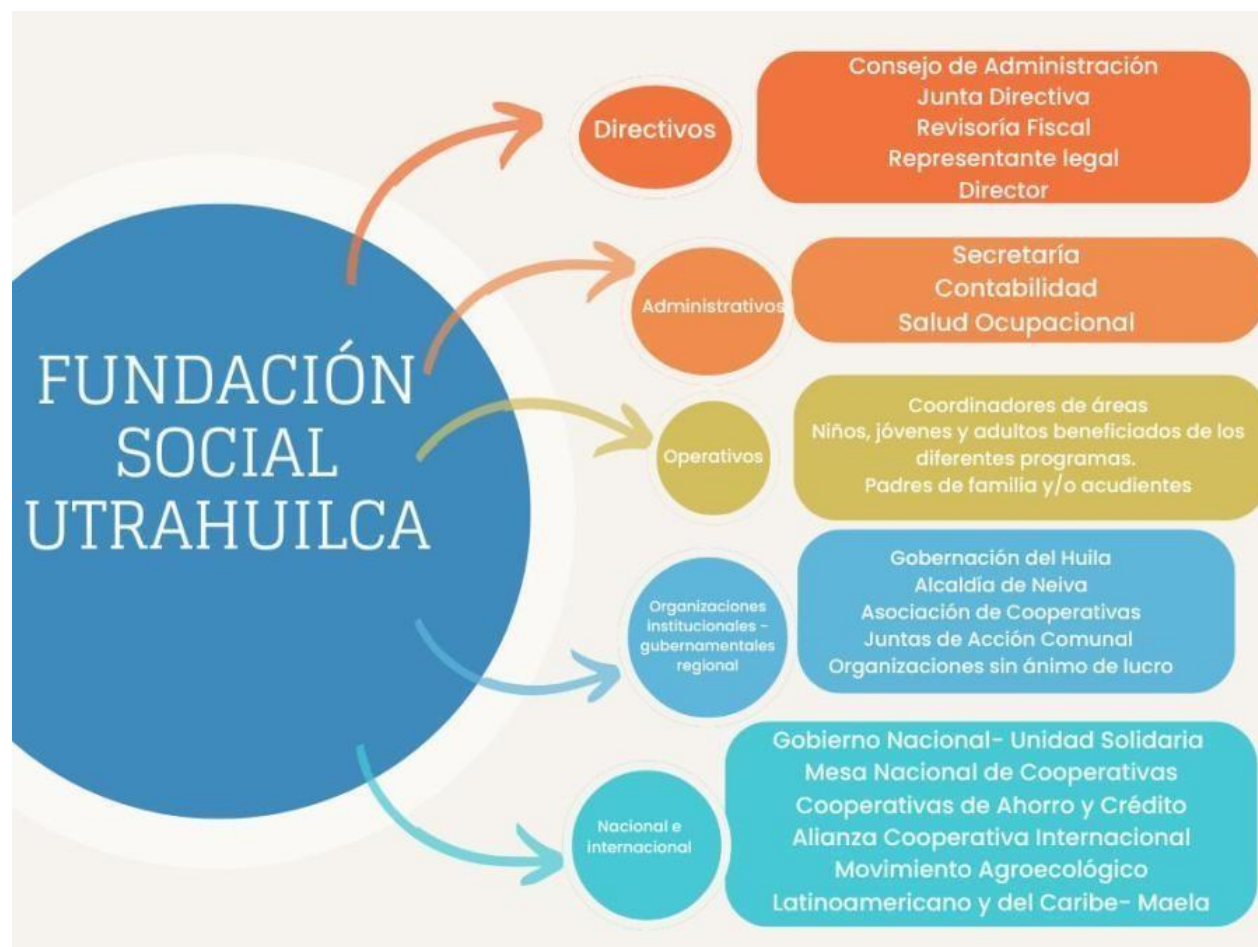 FUNDACIÓN
SOCIAL
UTRAHUILCA
Directivos
Consejo de Administración
Junta Directiva
Revisoría Fiscal
Representante legal
Director
Administrativos
Secretaría
Contabilidad
Salud Ocupacional
Operativos
Coordinadores de áreas
Niños, jóvenes y adultos beneficiados de los
diferentes programas.
Padres de familia y/o acudientes
Organizaciones
institucionales -
gubernamentales
regional
Gobernación del Huila
Alcaldía de Neiva
Asociación de Cooperativas
Juntas de Acción Comunal
Organizaciones sin ánimo de lucro
Nacional e
internacional
Gobierno Nacional- Unidad Solidaria
Mesa Nacional de Cooperativas
Cooperativas de Ahorro y Crédito
Alianza Cooperativa Internacional
Movimiento Agroecológico
Latinoamericano y del Caribe- Maela